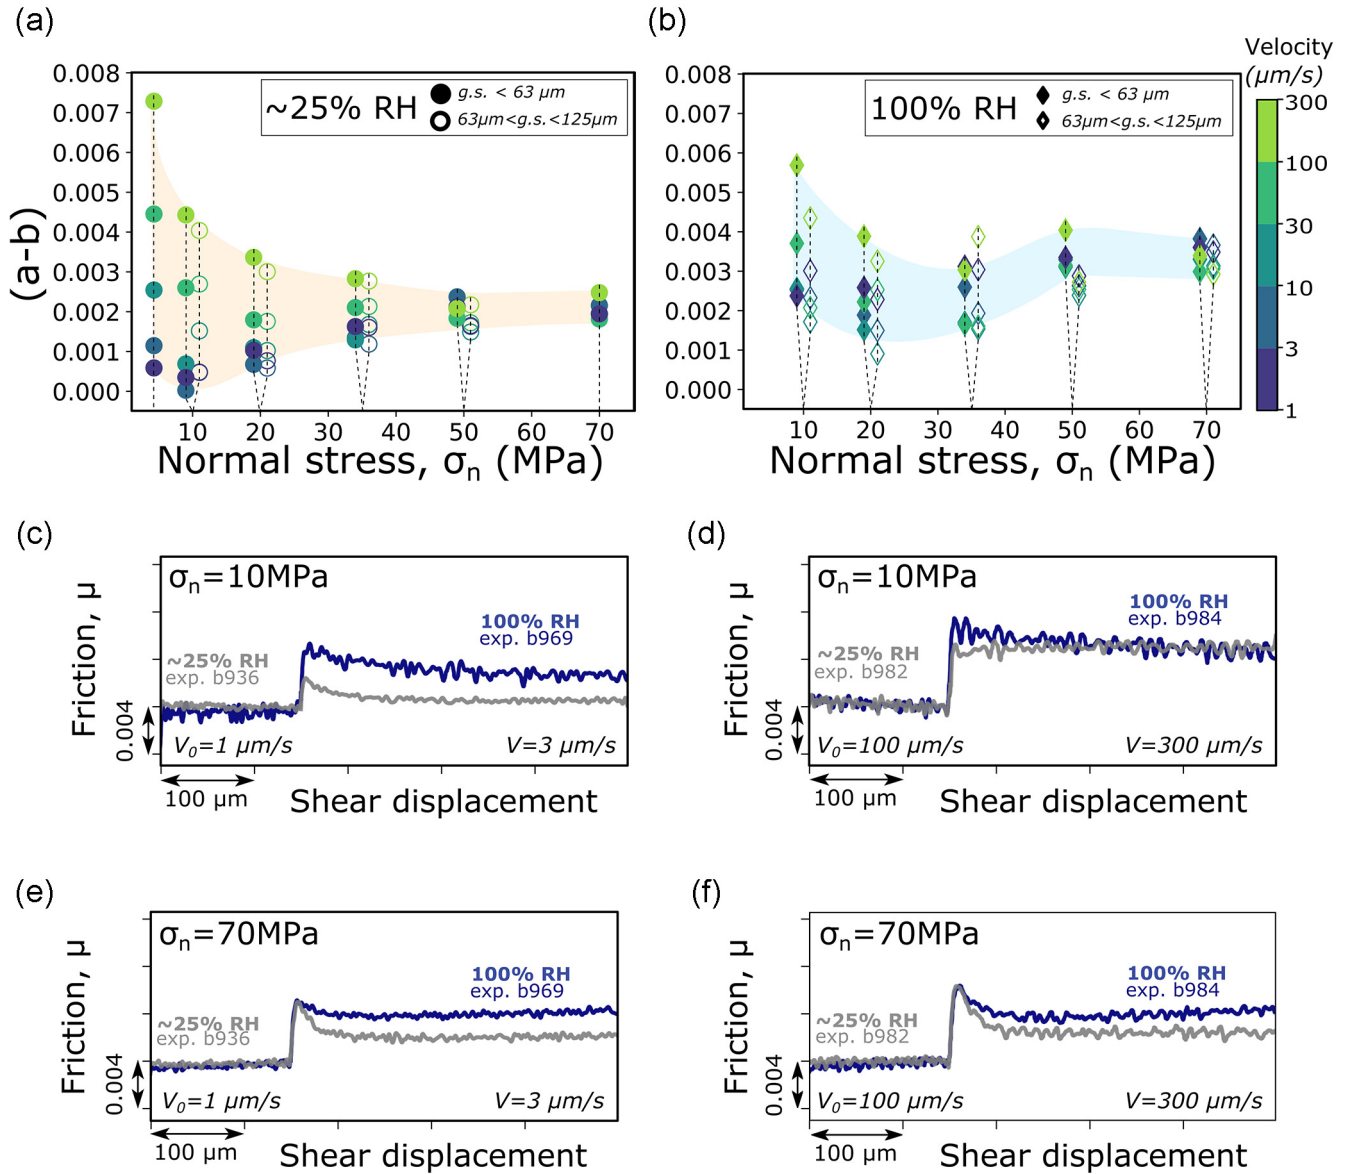 (a)
(b)
Velocity
(μm/s)
~25% RH
g.s. < 63 μm
63μm<g.s.<125μm
100% RH
g.s. < 63 μm
63μm<g.s.<125μm
(a-b)
0.008
0.007
0.006
0.005
0.004
0.003
0.002
0.001
0.000
10 20 30 40 50 60 70
Normal stress, σn (MPa)
0.008
0.007
0.006
0.005
0.004
0.003
0.002
0.001
0.000
10 20 30 40 50 60 70
Normal stress, σn (MPa)
300
100
30
10
3
1
(c)
σn=10MPa
100% RH
exp. b969
~25% RH
exp. b936
Friction, μ
0.004
V0=1 μm/s
V=3 μm/s
100 μm
Shear displacement
(d)
σn=10MPa
100% RH
exp. b984
~25% RH
exp. b982
Friction, μ
0.004
V0=100 μm/s
V=300 μm/s
100 μm
Shear displacement
(e)
σn=70MPa
100% RH
exp. b969
~25% RH
exp. b936
Friction, μ
0.004
V0=1 μm/s
V=3 μm/s
100 μm
Shear displacement
(f)
σn=70MPa
100% RH
exp. b984
~25% RH
exp. b982
Friction, μ
0.004
V0=100 μm/s
V=300 μm/s
100 μm
Shear displacement